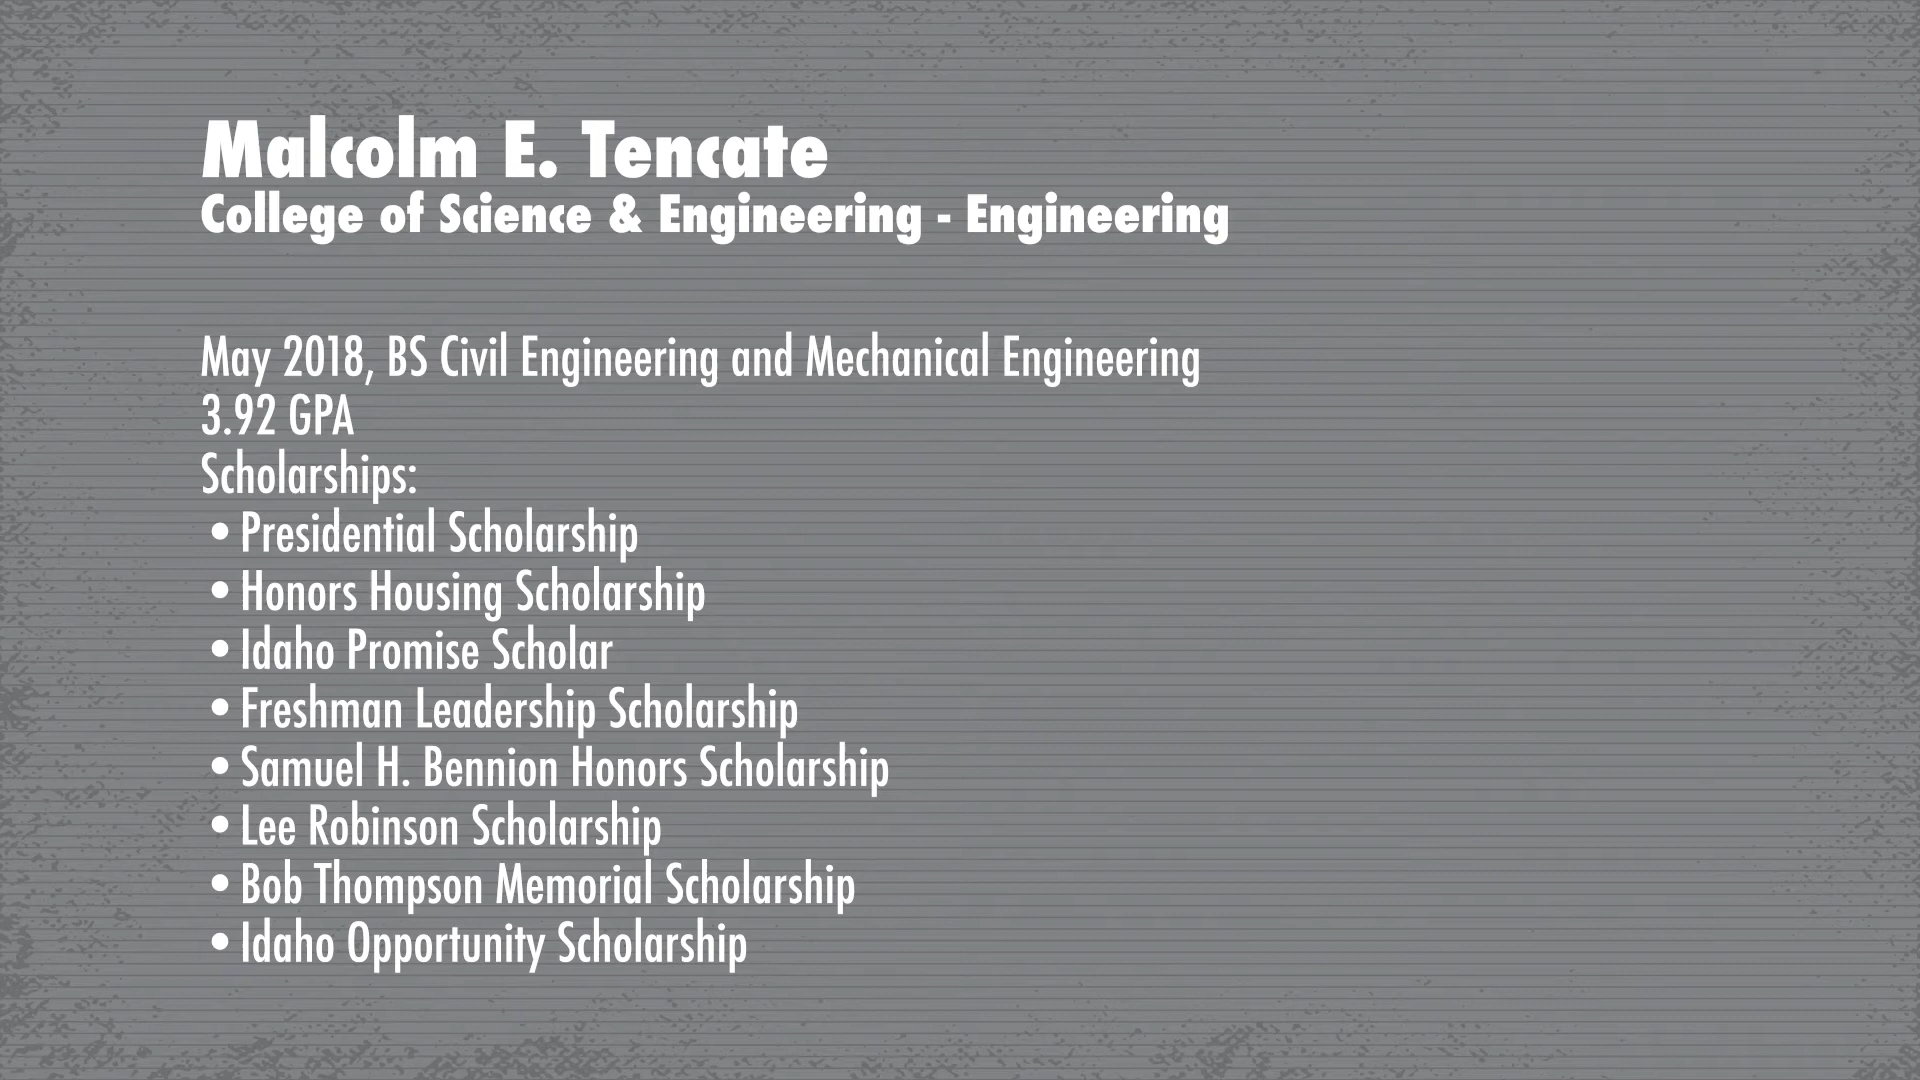 Malcolm E. Tencate
College of Science & Engineering - Engineering
May 2018, BS Civil Engineering and Mechanical Engineering
3.92 GPA
Scholarships:
• Presidential Scholarship
• Honors Housing Scholarship
• Idaho Promise Scholar
• Freshman Leadership Scholarship
• Samuel H. Bennion Honors Scholarship
• Lee Robinson Scholarship
• Bob Thompson Memorial Scholarship
• Idaho Opportunity Scholarship